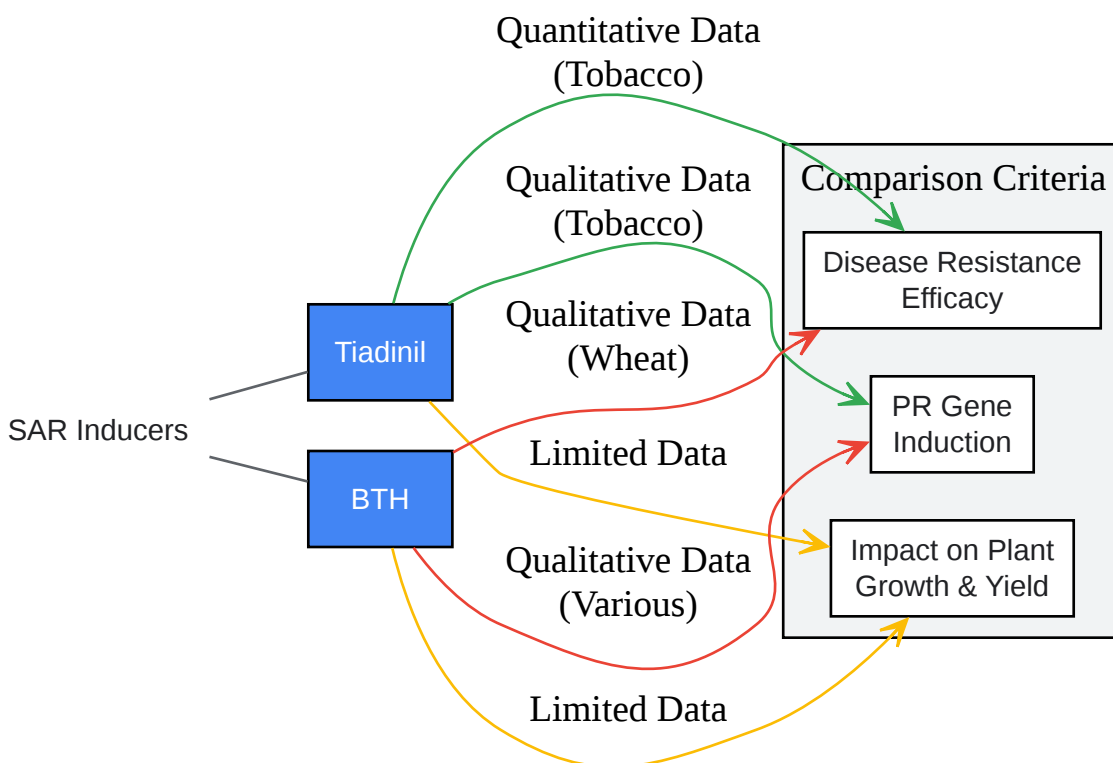 Quantitative Data
(Tobacco)
Qualitative Data
(Tobacco)
Comparison Criteria
Disease Resistance
Efficacy
Qualitative Data
(Wheat)
Tiadinil
SAR Inducers
PR Gene
Induction
Limited Data
BTH
Qualitative Data
(Various)
Impact on Plant
Growth & Yield
Limited Data